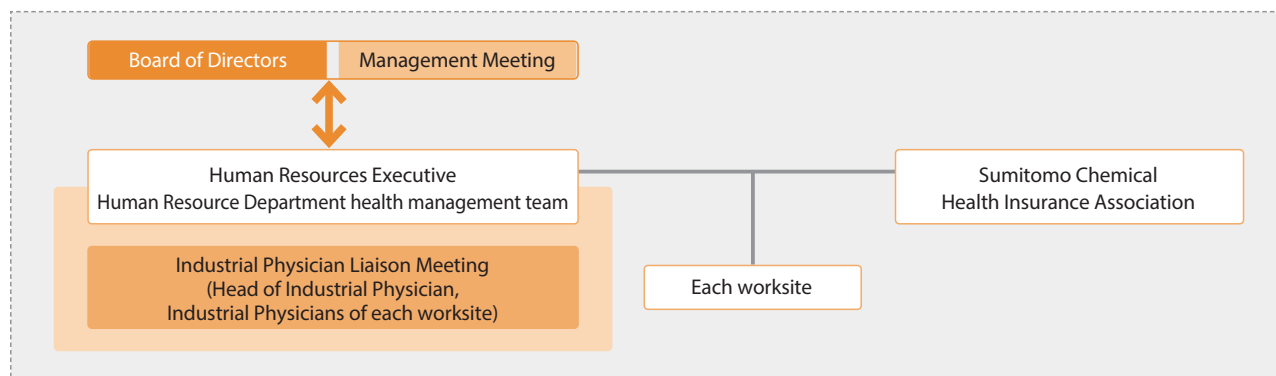 Board of Directors
Management Meeting
Human Resources Executive
Human Resource Department health management team
Sumitomo Chemical
Health Insurance Association
Industrial Physician Liaison Meeting
(Head of Industrial Physician,
Industrial Physicians of each worksite)
Each worksite